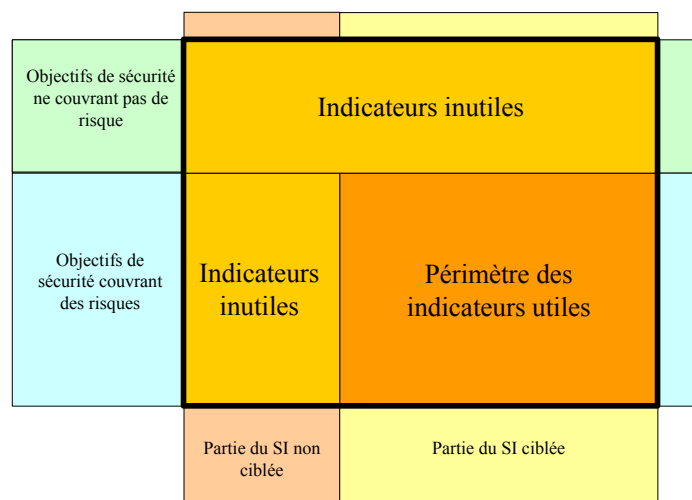 Objectifs de sécurité
ne couvrant pas de
risque
Indicateurs inutiles
Objectifs de
sécurité couvrant
des risques
Indicateurs
inutiles
Périmètre des
indicateurs utiles
Partie du SI non
ciblée
Partie du SI ciblée